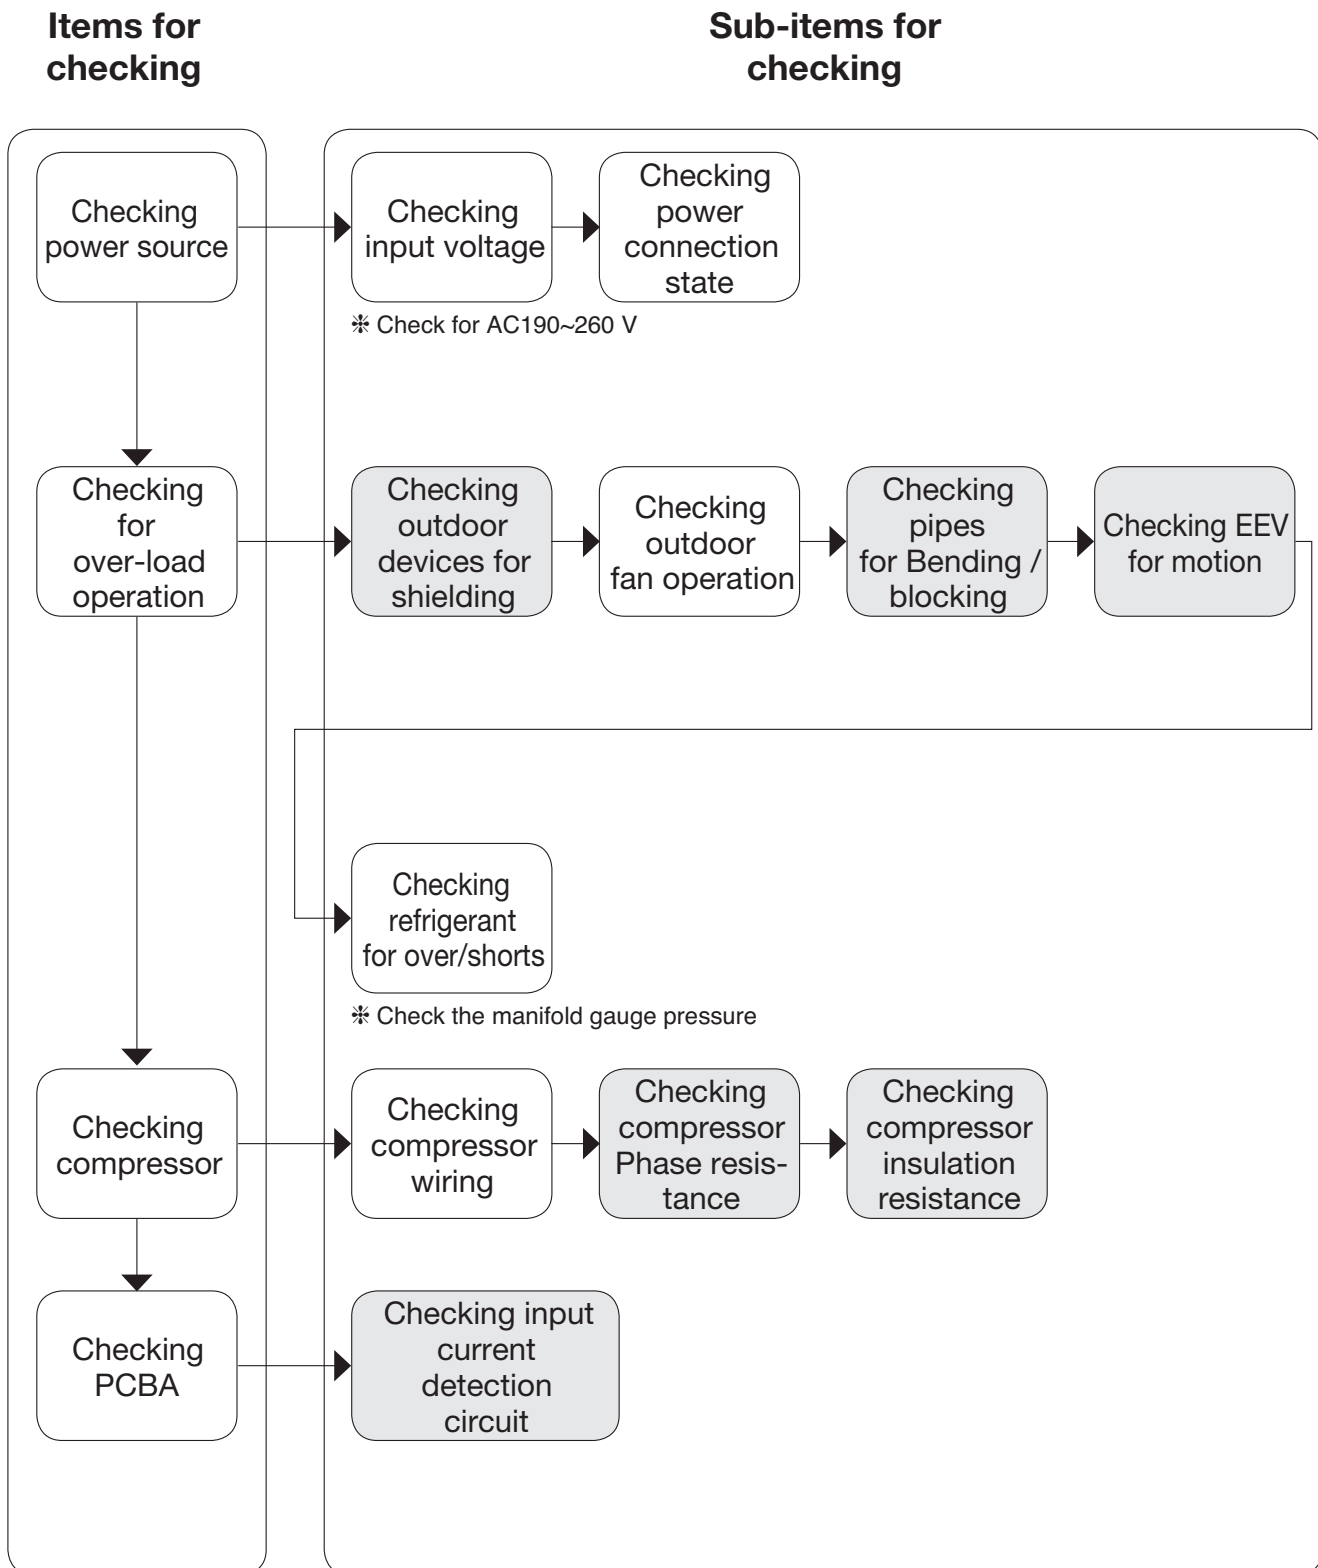 Items for
checking
Sub-items for
checking
Checking
power source
Checking
input voltage
Checking
power
connection
state
❈ Check for AC190~260 V
Checking
for
over-load
operation
Checking
outdoor
devices for
shielding
Checking
outdoor
fan operation
Checking
pipes
for Bending /
blocking
Checking EEV
for motion
Checking
refrigerant
for over/shorts
❈ Check the manifold gauge pressure
Checking
compressor
Checking
compressor
wiring
Checking
compressor
Phase resis-
tance
Checking
compressor
insulation
resistance
Checking
PCBA
Checking input
current
detection
circuit